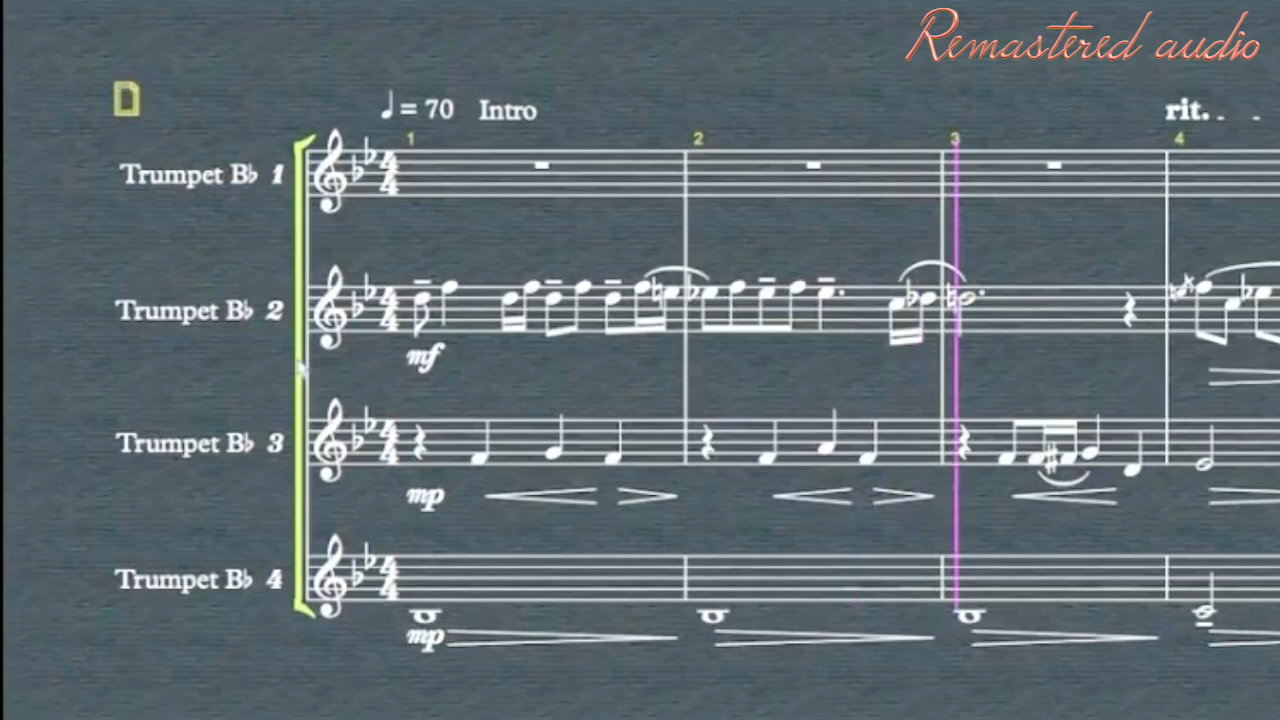 Remastered audio
♩ = 70 Intro
rit. . .
1 2 3 4
Trumpet B♭ 1
Trumpet B♭ 2
mf
Trumpet B♭ 3
mp
Trumpet B♭ 4
mp